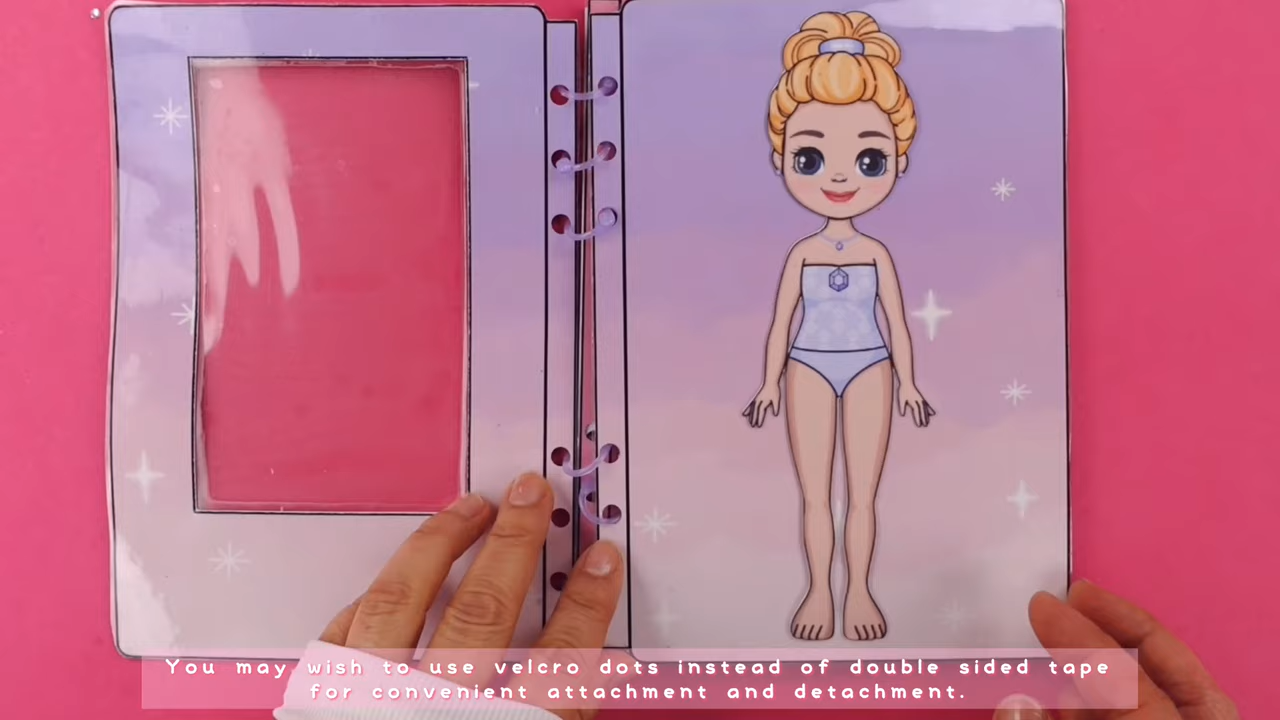 You may wish to use velcro dots instead of double sided tape
for convenient attachment and detachment.